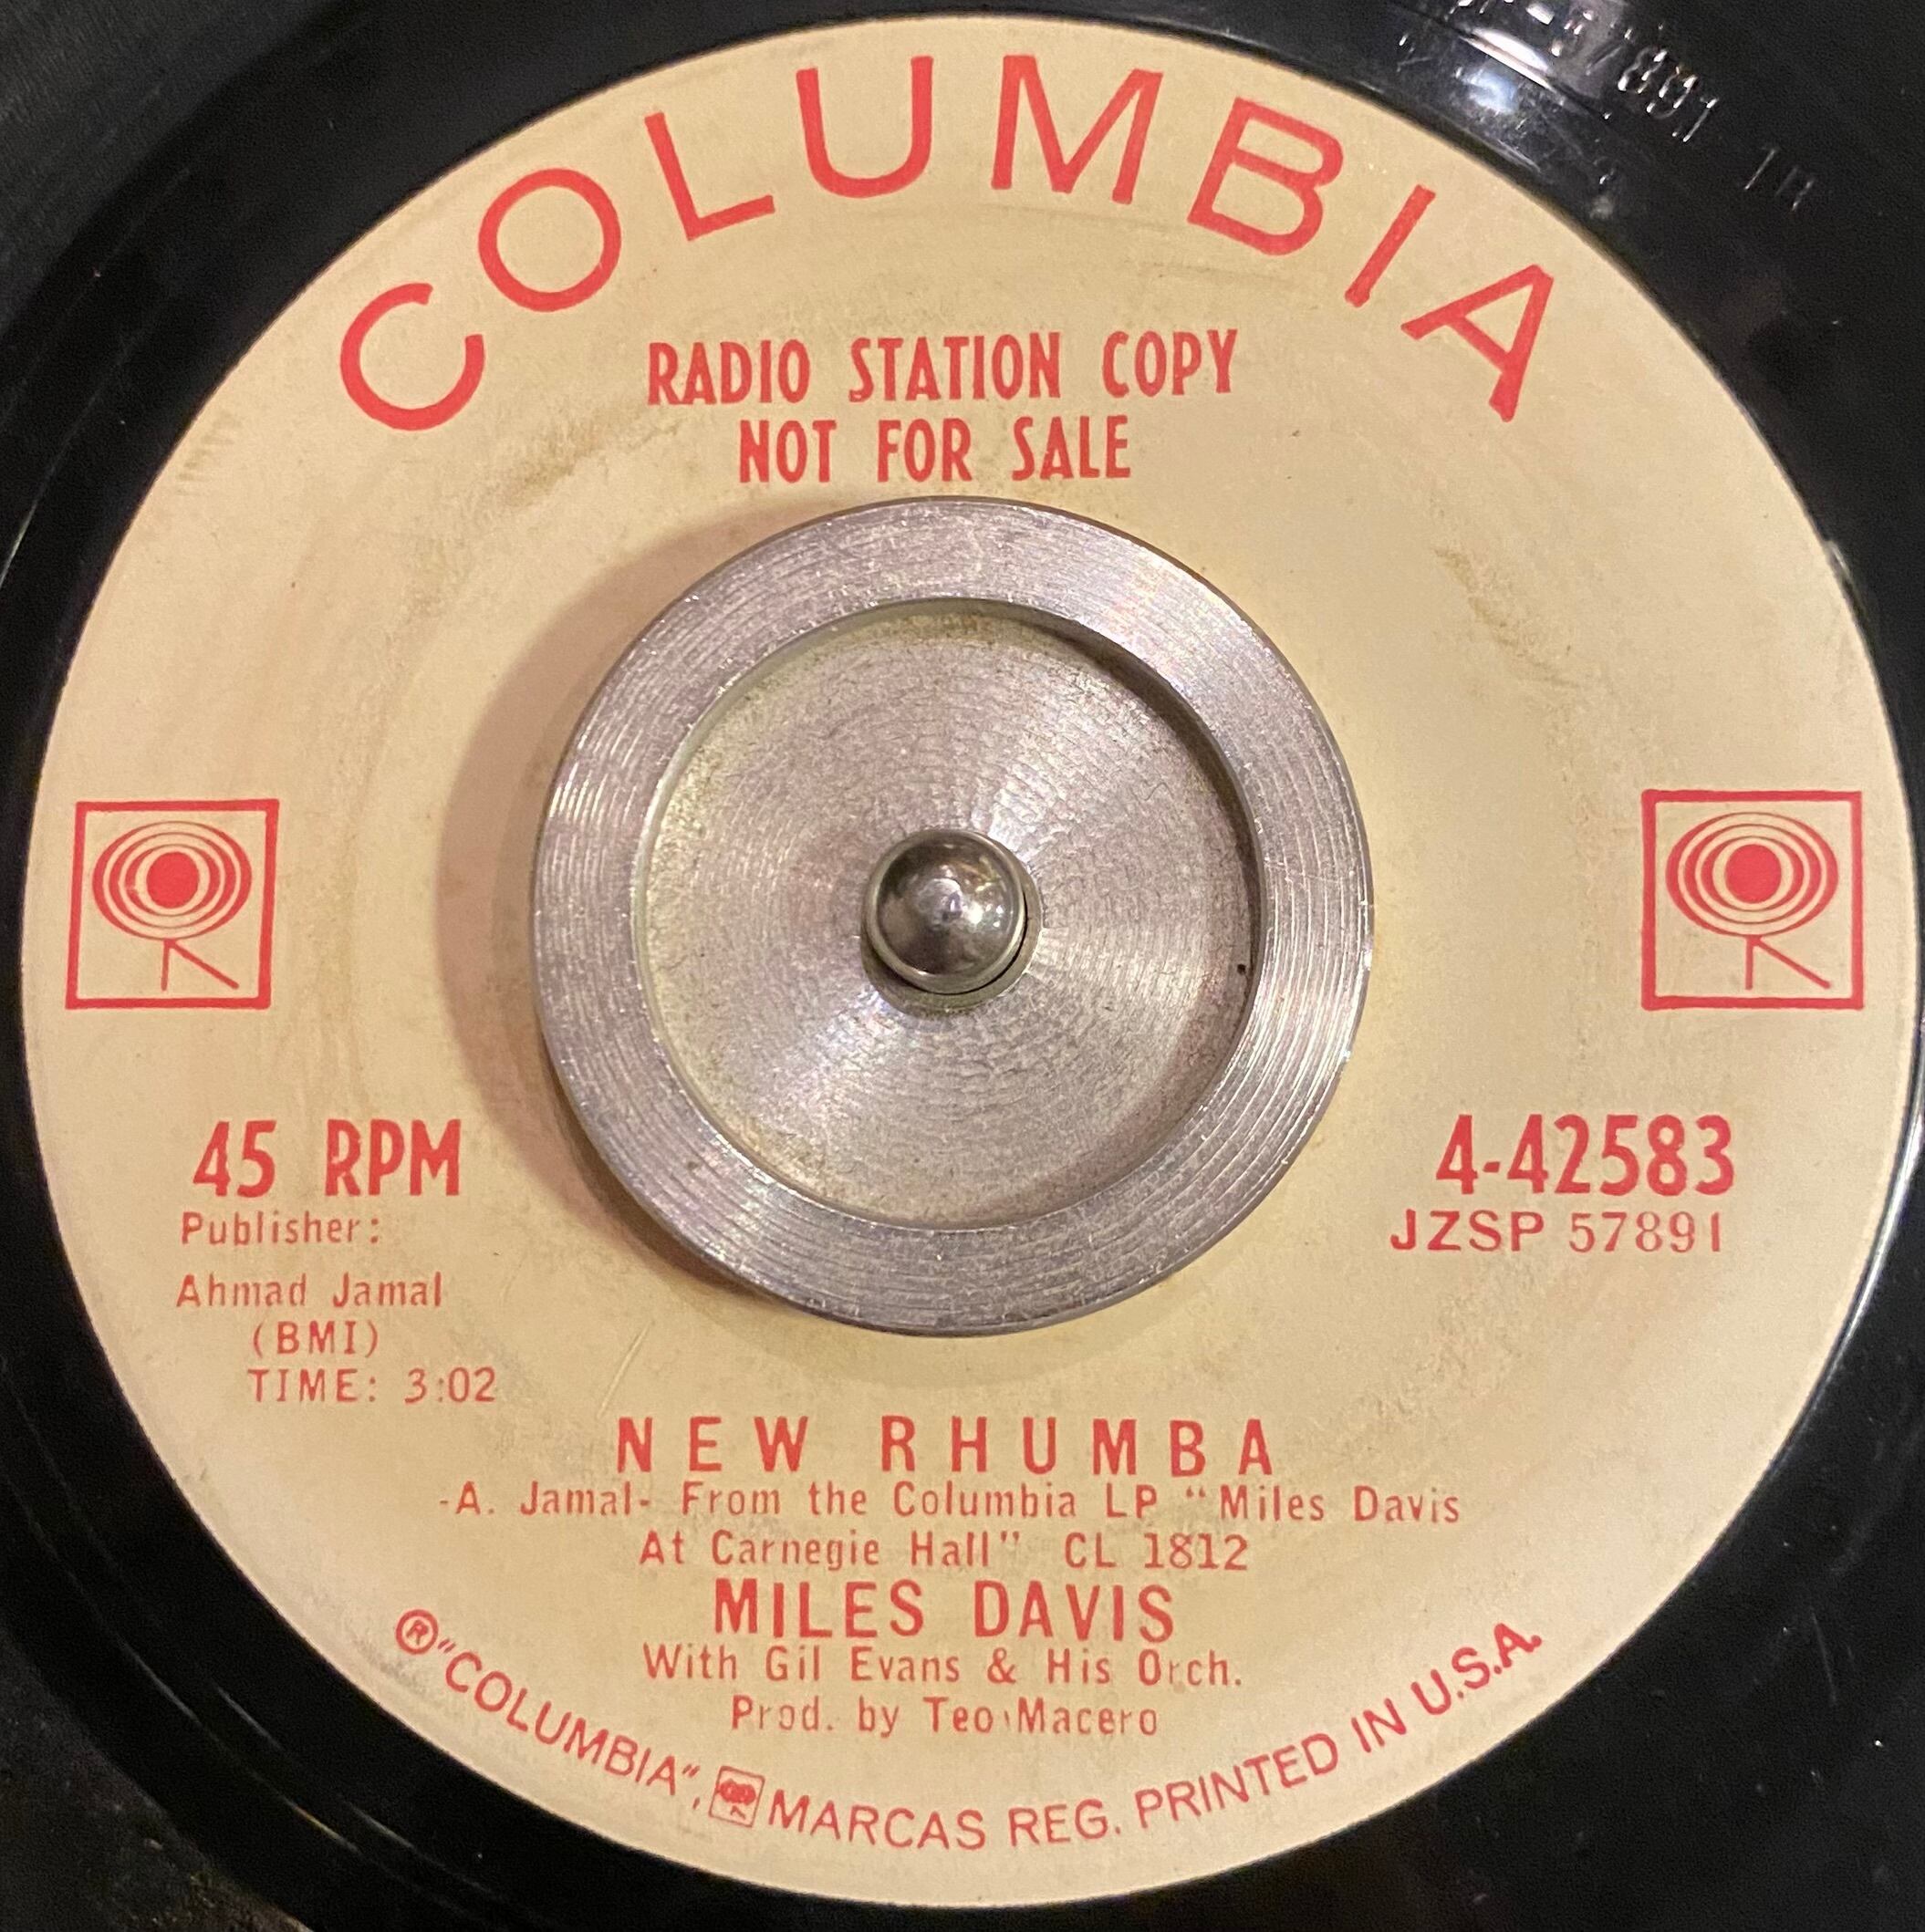 COLUMBIA
RADIO STATION COPY
NOT FOR SALE
45 RPM
Publisher:
Ahmad Jamal
(BMI)
TIME: 3:02
4-42583
JZSP 57891
NEW RHUMBA
-A. Jamal- From the Columbia LP "Miles Davis
At Carnegie Hall" CL 1812
MILES DAVIS
With Gil Evans & His Orch.
Prod. by Teo Macero
®"COLUMBIA", MARCAS REG. PRINTED IN U.S.A.